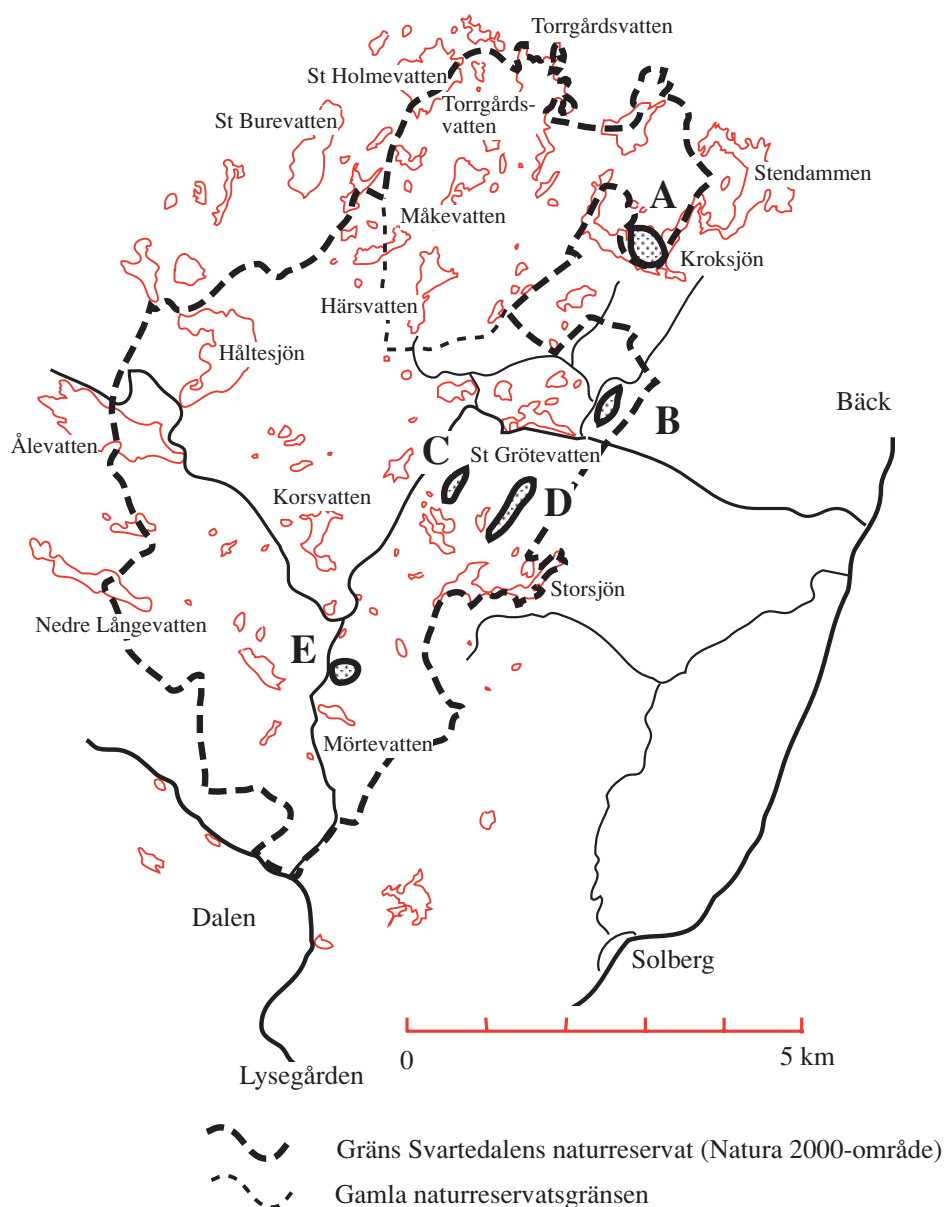 Torrgårdsvatten
St Holmevatten
Torrgårds-
vatten
St Burevatten
Stendammen
A
Måkevatten
Kroksjön
Härsvatten
Håltesjön
Bäck
B
Ålevatten
C
St Grötevatten
Korsvatten
D
Storsjön
Nedre Långevatten
E
Mörtevatten
Dalen
Solberg
0
5 km
Lysegården
Gräns Svartedalens naturreservat (Natura 2000-område)
Gamla naturreservatsgränsen